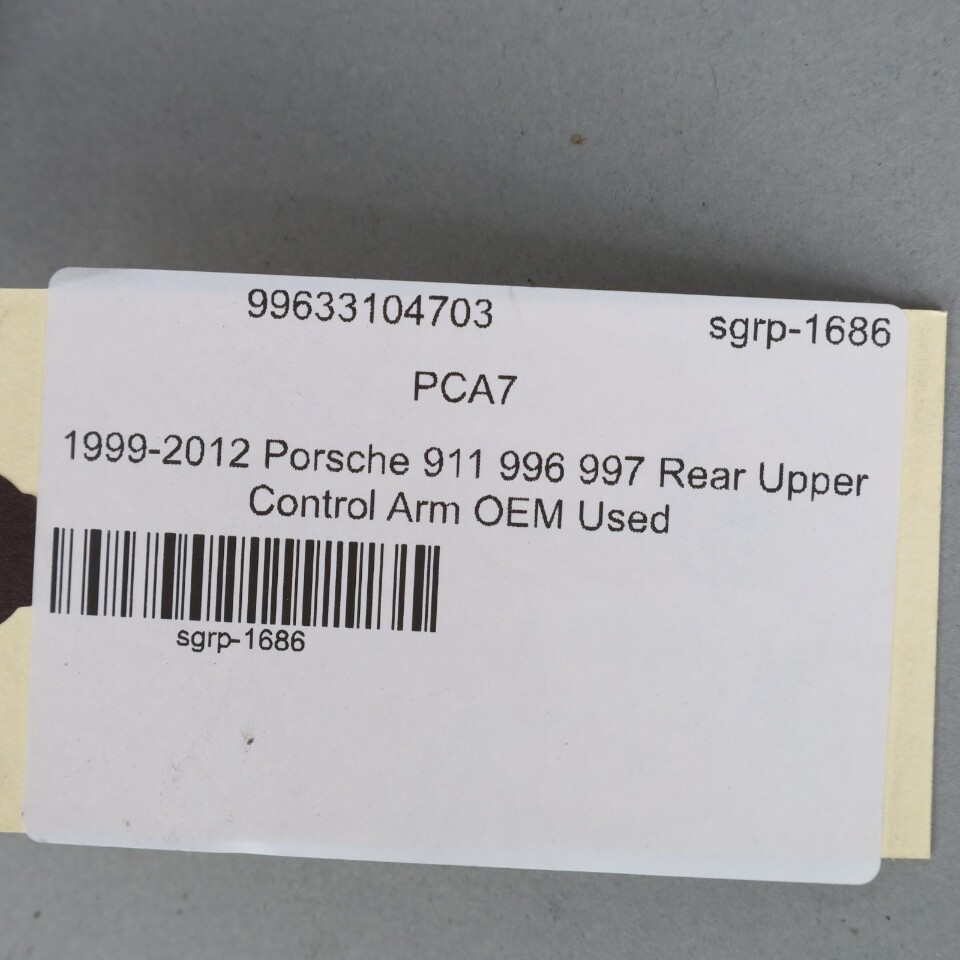 99633104703
sgrp-1686
PCA7
1999-2012 Porsche 911 996 997 Rear Upper
Control Arm OEM Used
sgrp-1686